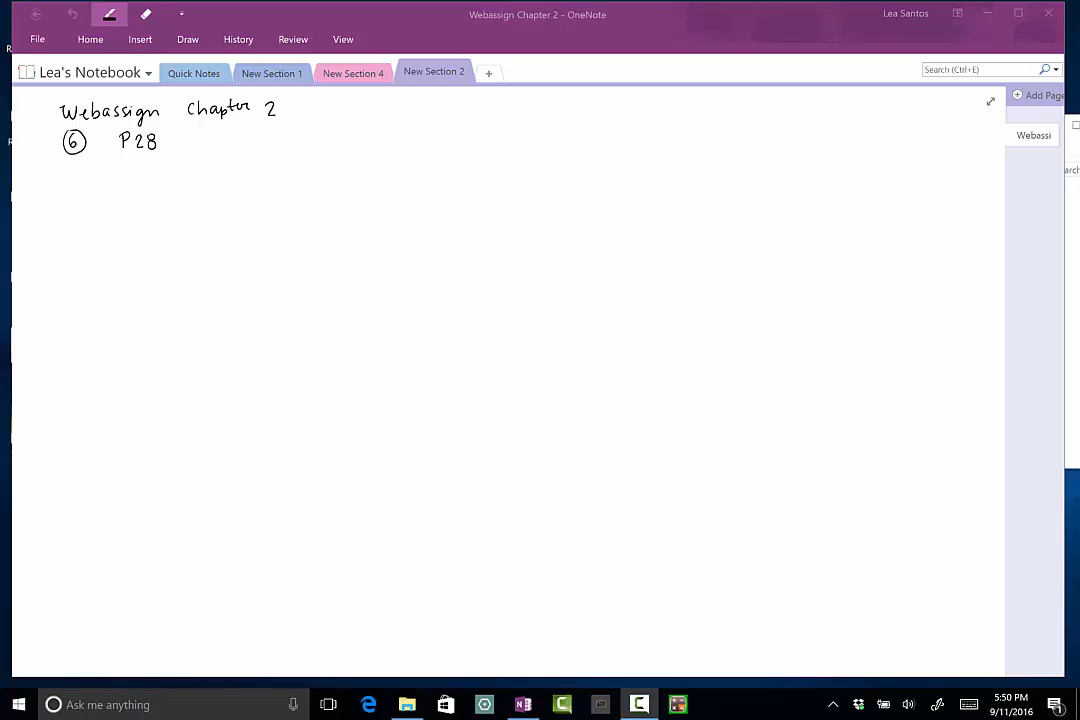 Webassign Chapter 2 - OneNote
Lea Santos
File Home Insert Draw History Review View
Lea's Notebook Quick Notes New Section 1 New Section 4 New Section 2 +
Search (Ctrl+E)
Webassign Chapter 2
Add Page
6 P28
Webassi
arch
Ask me anything
5:50 PM
9/11/2016